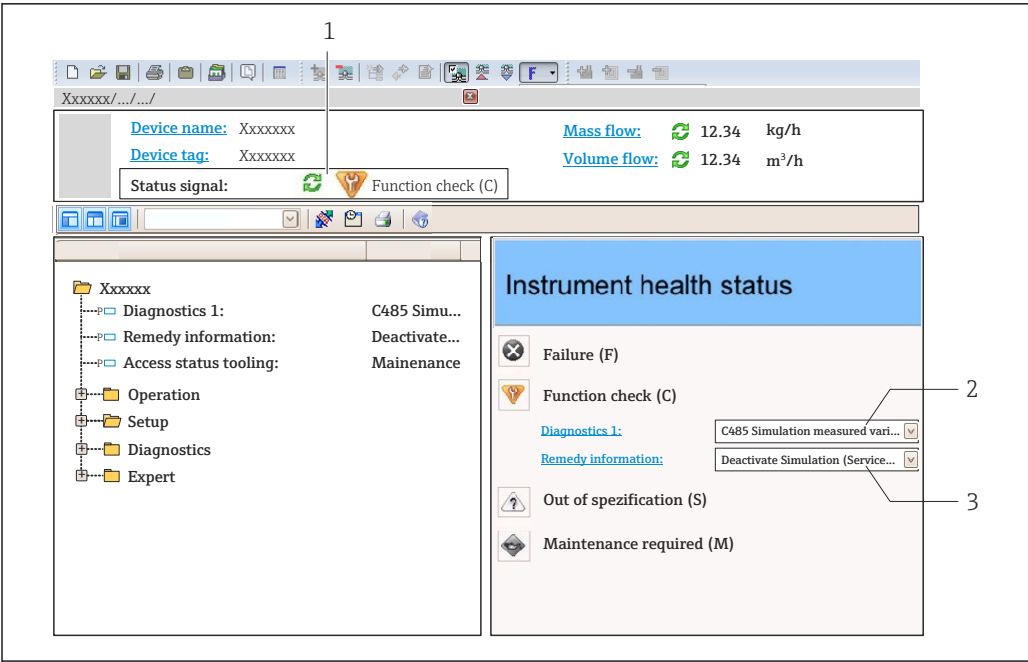 1
F
Xxxxxx/.../.../
Device name: Xxxxxxx
Mass flow: 12.34 kg/h
Device tag: Xxxxxxx
Volume flow: 12.34 m³/h
Status signal: Function check (C)
Xxxxxx
Diagnostics 1: C485 Simu...
Remedy information: Deactivate...
Access status tooling: Mainenance
Operation
Setup
Diagnostics
Expert
Instrument health status
Failure (F)
Function check (C)
Diagnostics 1: C485 Simulation measured vari...
2
Remedy information: Deactivate Simulation (Service...
3
Out of spezification (S)
Maintenance required (M)